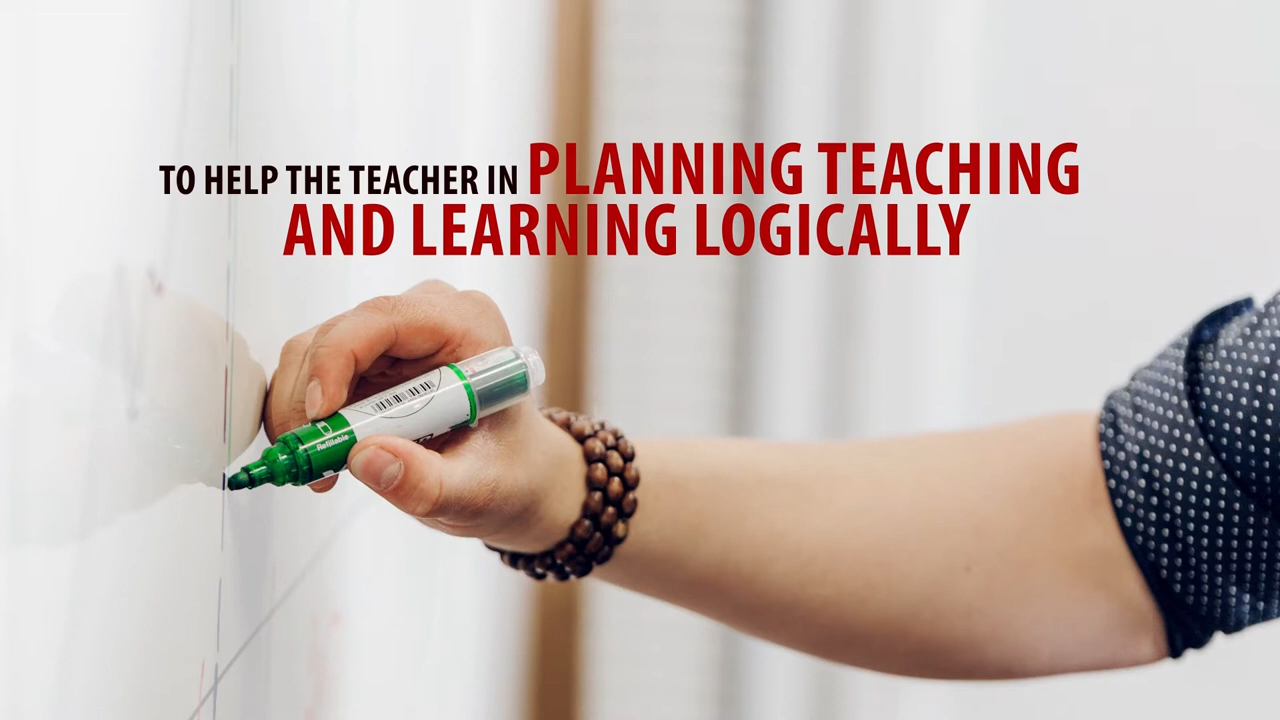 TO HELP THE TEACHER IN PLANNING TEACHING
AND LEARNING LOGICALLY
Refillable